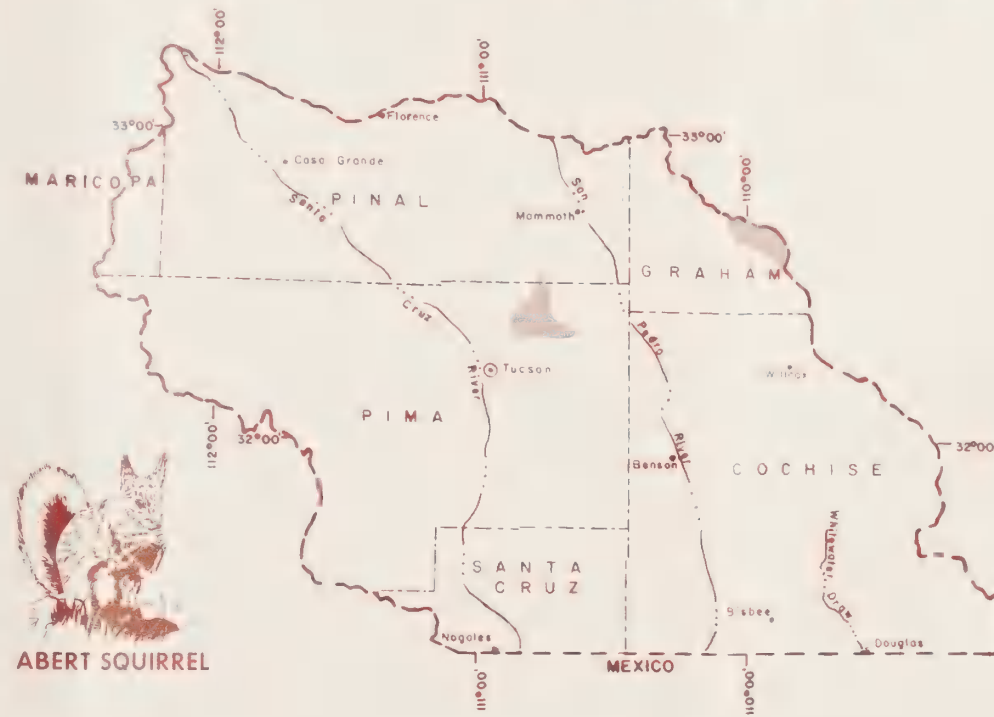 112°00'
111°00'
33°00'
Florence
33°00'
Casa Grande
110°00'
MARICOPA
PINAL
Santa
San
Mammoth
GRAHAM
Cruz
Pedro
River
Tucson
Willcox
PIMA
112°00'
32°00'
32°00'
River
Benson
COCHISE
Whitewater
Draw
SANTA
CRUZ
Bisbee
Nogales
Douglas
ABERT SQUIRREL
MEXICO
111°00'
110°00'